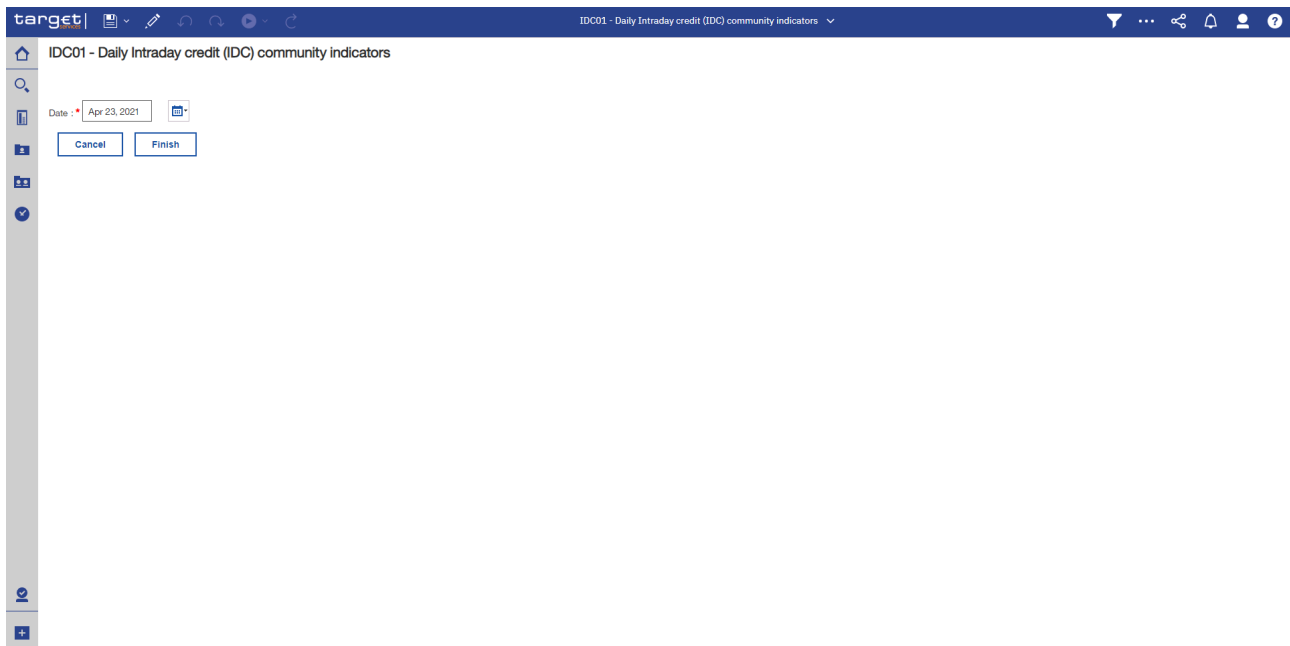 target| IDC01 - Daily Intraday credit (IDC) community indicators
services
IDC01 - Daily Intraday credit (IDC) community indicators
Date : * Apr 23, 2021
Cancel Finish